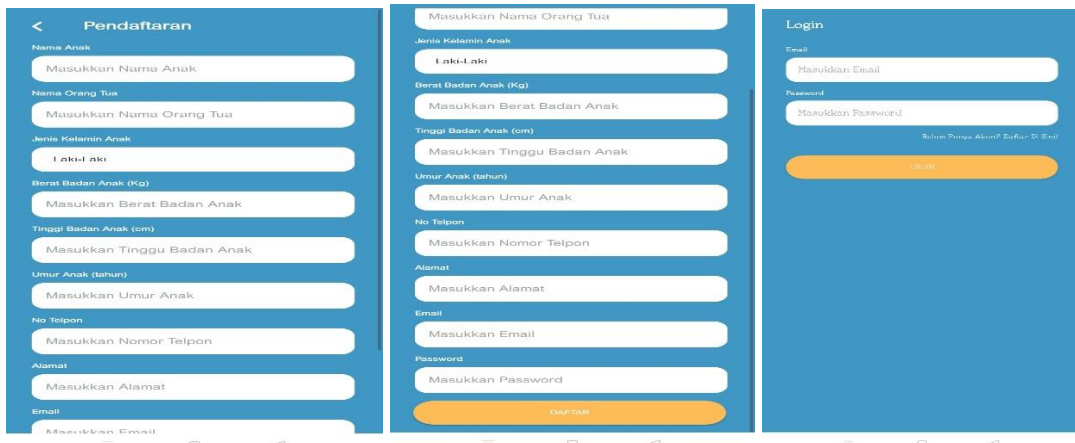 Pendaftaran
Nama Anak
Masukkan Nama Anak
Nama Orang Tua
Masukkan Nama Orang Tua
Jenis Kelamin Anak
Laki-Laki
Berat Badan Anak (Kg)
Masukkan Berat Badan Anak
Tinggi Badan Anak (cm)
Masukkan Tinggu Badan Anak
Umur Anak (tahun)
Masukkan Umur Anak
No Telpon
Masukkan Nomor Telpon
Alamat
Masukkan Alamat
Email
Masukkan Email
Masukkan Nama Orang Tua
Jenis Kelamin Anak
Laki-Laki
Berat Badan Anak (Kg)
Masukkan Berat Badan Anak
Tinggi Badan Anak (cm)
Masukkan Tinggu Badan Anak
Umur Anak (tahun)
Masukkan Umur Anak
No Telpon
Masukkan Nomor Telpon
Alamat
Masukkan Alamat
Email
Masukkan Email
Password
Masukkan Password
DAFTAR
Login
Email
Masukkan Email
Password
Masukkan Password
Belum Punya Akun? Daftar Di Sini!